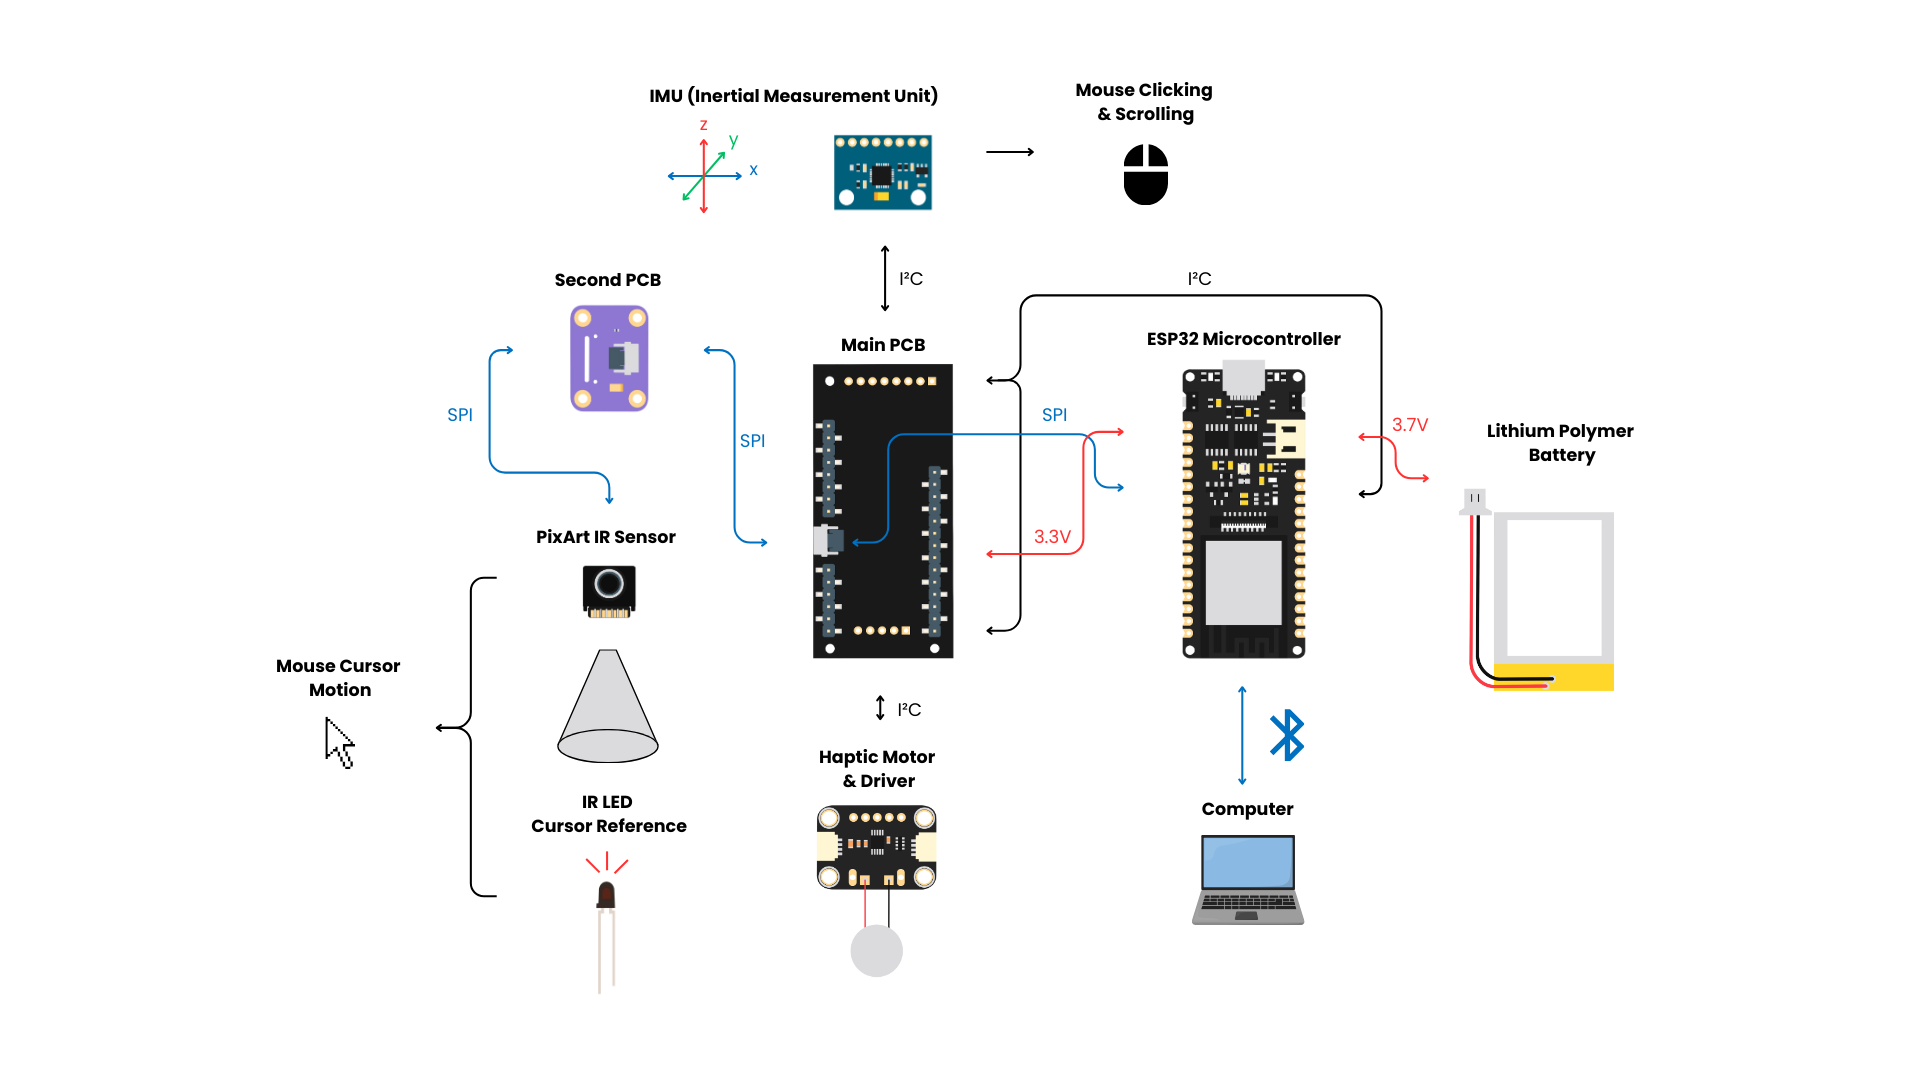 IMU (Inertial Measurement Unit)
z
y
x
Mouse Clicking
& Scrolling
I²C
Second PCB
I²C
Main PCB
ESP32 Microcontroller
SPI
SPI
SPI
3.7V
Lithium Polymer
Battery
3.3V
PixArt IR Sensor
Mouse Cursor
Motion
I²C
Haptic Motor
& Driver
IR LED
Cursor Reference
Computer